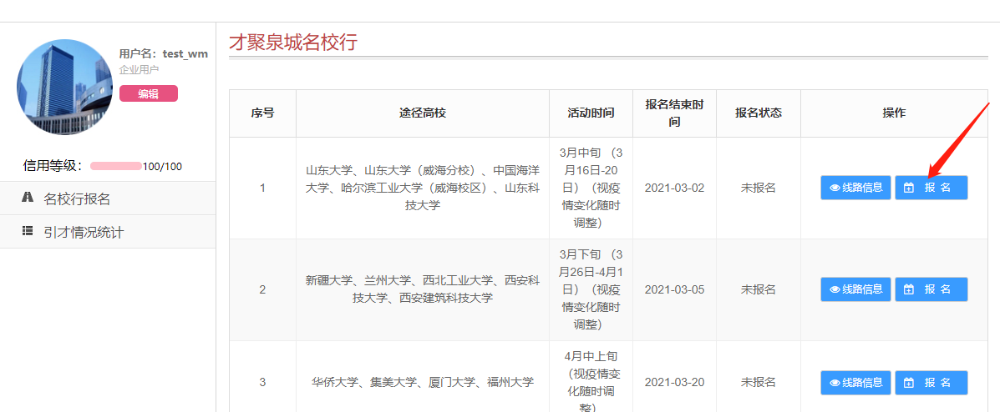 才聚泉城名校行
用户名：test_wm
企业用户
编辑
信用等级：100/100
名校行报名
引才情况统计
序号
途径高校
活动时间
报名结束时
间
报名状态
操作
1
山东大学、山东大学（威海分校）、中国海洋
大学、哈尔滨工业大学（威海校区）、山东科
技大学
3月中旬 （3
月16日-20
日）（视疫
情变化随时
调整）
2021-03-02
未报名
线路信息
报 名
2
新疆大学、兰州大学、西北工业大学、西安科
技大学、西安建筑科技大学
3月下旬 （3
月26日-4月1
日）（视疫
情变化随时
调整）
2021-03-05
未报名
线路信息
报 名
3
华侨大学、集美大学、厦门大学、福州大学
4月中上旬
（视疫情变
化随时调
整）
2021-03-20
未报名
线路信息
报 名